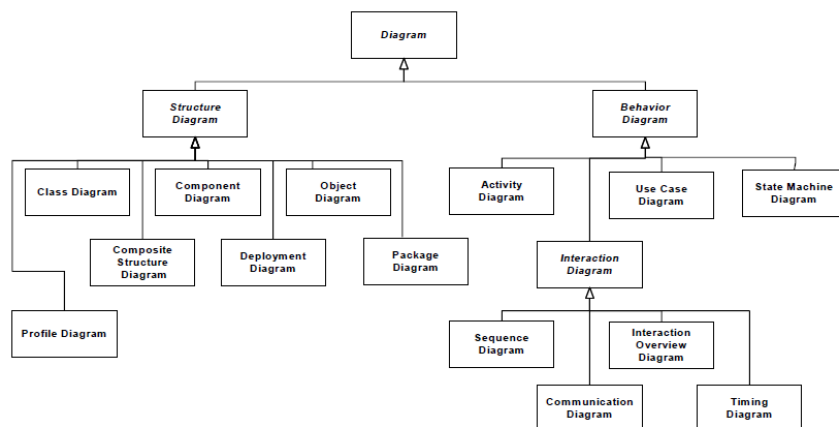 Diagram
Structure
Diagram
Behavior
Diagram
Class Diagram
Component
Diagram
Object
Diagram
Activity
Diagram
Use Case
Diagram
State Machine
Diagram
Composite
Structure
Diagram
Deployment
Diagram
Package
Diagram
Interaction
Diagram
Profile Diagram
Sequence
Diagram
Interaction
Overview
Diagram
Communication
Diagram
Timing
Diagram